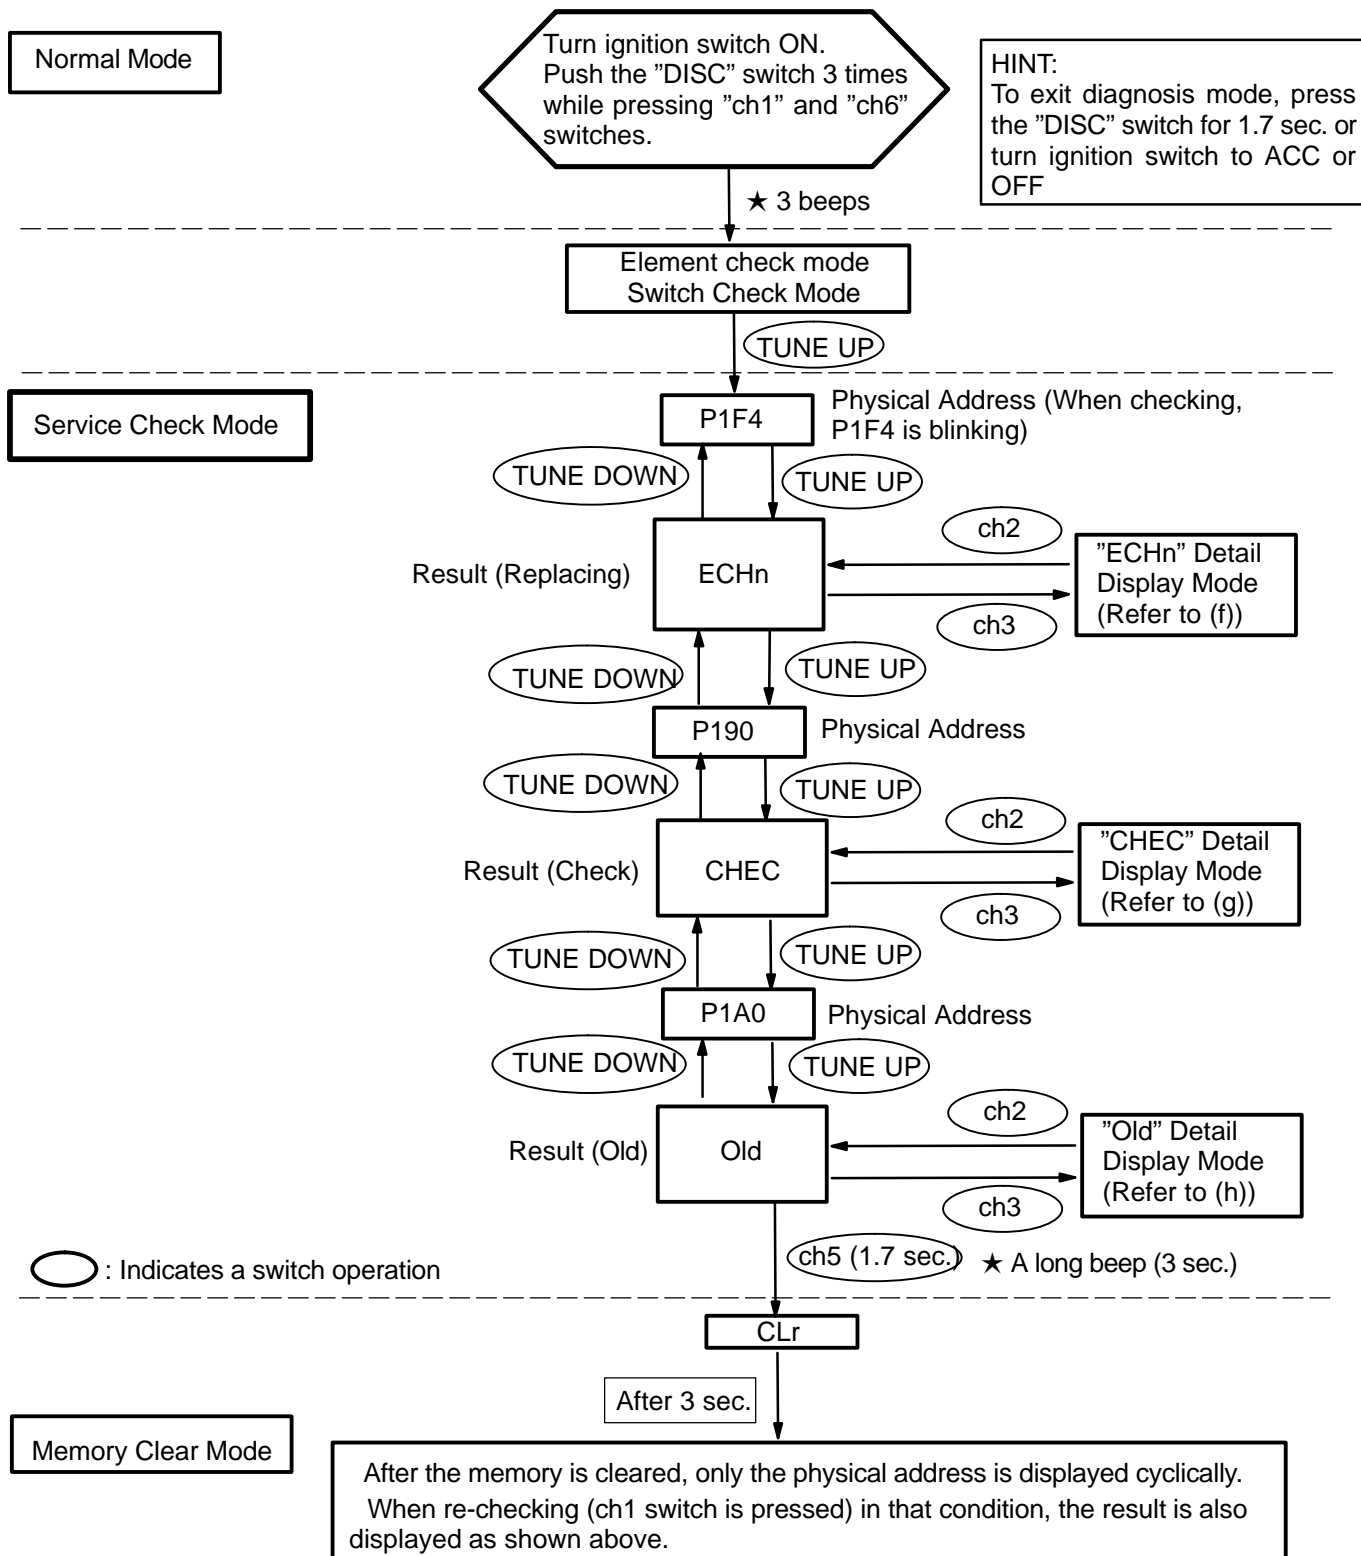 Normal Mode
Turn ignition switch ON.
Push the ”DISC” switch 3 times
while pressing ”ch1” and ”ch6”
switches.
HINT:
To exit diagnosis mode, press
the ”DISC” switch for 1.7 sec. or
turn ignition switch to ACC or
OFF
★ 3 beeps
Element check mode
Switch Check Mode
TUNE UP
Service Check Mode
P1F4
Physical Address (When checking,
P1F4 is blinking)
TUNE DOWN
TUNE UP
Result (Replacing)
ECHn
ch2
ch3
”ECHn” Detail
Display Mode
(Refer to (f))
TUNE DOWN
TUNE UP
P190
Physical Address
TUNE DOWN
TUNE UP
Result (Check)
CHEC
ch2
ch3
”CHEC” Detail
Display Mode
(Refer to (g))
TUNE DOWN
TUNE UP
P1A0
Physical Address
TUNE DOWN
TUNE UP
Result (Old)
Old
ch2
ch3
”Old” Detail
Display Mode
(Refer to (h))
: Indicates a switch operation
ch5 (1.7 sec.)
★ A long beep (3 sec.)
CLr
After 3 sec.
Memory Clear Mode
After the memory is cleared, only the physical address is displayed cyclically.
When re-checking (ch1 switch is pressed) in that condition, the result is also
displayed as shown above.